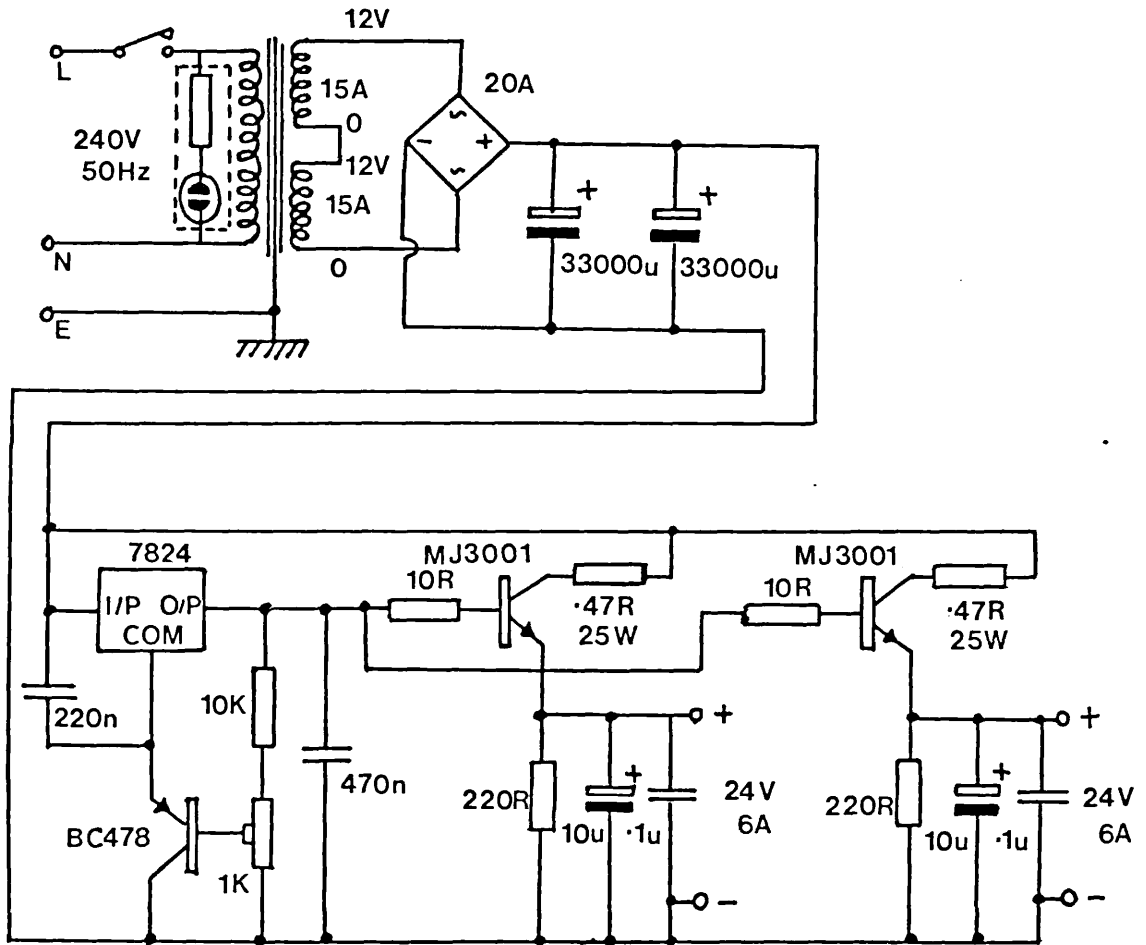 12V
L
15A
0
20A
~
−
+
~
240V
50Hz
12V
15A
0
N
E
+
33000u
+
33000u
7824
I/P O/P
COM
MJ3001
10R
·47R
25W
MJ3001
10R
·47R
25W
220n
10K
470n
BC478
1K
+
220R
+
10u
·1u
24V
6A
−
+
220R
+
10u
·1u
24V
6A
−